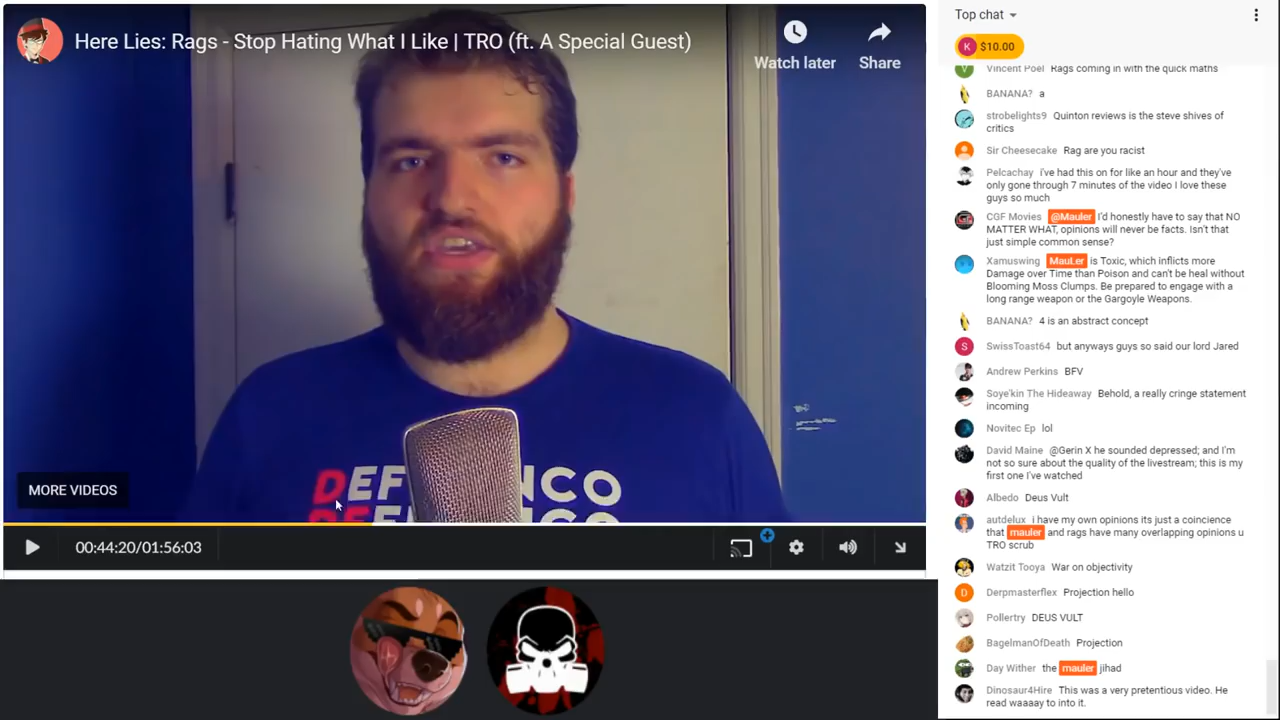 Here Lies: Rags - Stop Hating What I Like | TRO (ft. A Special Guest)
Watch later
Share
MORE VIDEOS
00:44:20/01:56:03
Top chat
K $10.00
Vincent Poel Rags coming in with the quick maths
BANANA? a
strobelights9 Quinton reviews is the steve shives of
critics
Sir Cheesecake Rag are you racist
Pelcachay i've had this on for like an hour and they've
only gone through 7 minutes of the video I love these
guys so much
CGF Movies @Mauler I'd honestly have to say that NO
MATTER WHAT, opinions will never be facts. Isn't that
just simple common sense?
Xamuswing MauLer is Toxic, which inflicts more
Damage over Time than Poison and can't be heal without
Blooming Moss Clumps. Be prepared to engage with a
long range weapon or the Gargoyle Weapons.
BANANA? 4 is an abstract concept
S SwissToast64 but anyways guys so said our lord Jared
Andrew Perkins BFV
Soye'kin The Hideaway Behold, a really cringe statement
incoming
Novitec Ep lol
David Maine @Gerin X he sounded depressed; and I'm
not so sure about the quality of the livestream; this is my
first one I've watched
Albedo Deus Vult
autdelux i have my own opinions its just a coincience
that mauler and rags have many overlapping opinions u
TRO scrub
Watzit Tooya War on objectivity
D Derpmasterflex Projection hello
Pollertry DEUS VULT
BagelmanOfDeath Projection
Day Wither the mauler jihad
Dinosaur4Hire This was a very pretentious video. He
read waaaay to into it.